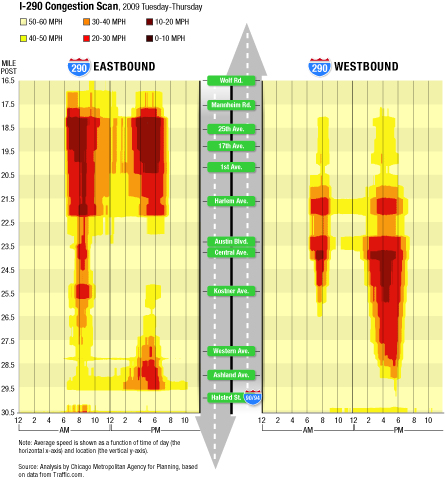 I-290 Congestion Scan, 2009 Tuesday-Thursday
50-60 MPH 30-40 MPH 10-20 MPH
40-50 MPH 20-30 MPH 0-10 MPH
MILE
POST
290 EASTBOUND
290 WESTBOUND
16.5
17.5
18.5
19.5
20.5
21.5
22.5
23.5
24.5
25.5
26.5
27.5
28.5
29.5
30.5
Wolf Rd.
Mannheim Rd.
25th Ave.
17th Ave.
1st Ave.
Harlem Ave.
Austin Blvd.
Central Ave.
Kostner Ave.
Western Ave.
Ashland Ave.
Halsted St. 90/94
12 2 4 6 8 10 12 2 4 6 8 10 12 2 4 6 8 10 12 2 4 6 8 10
AM PM AM PM
Note: Average speed is shown as a function of time of day (the
horizontal x-axis) and location (the vertical y-axis).
Source: Analysis by Chicago Metropolitan Agency for Planning, based
on data from Traffic.com.